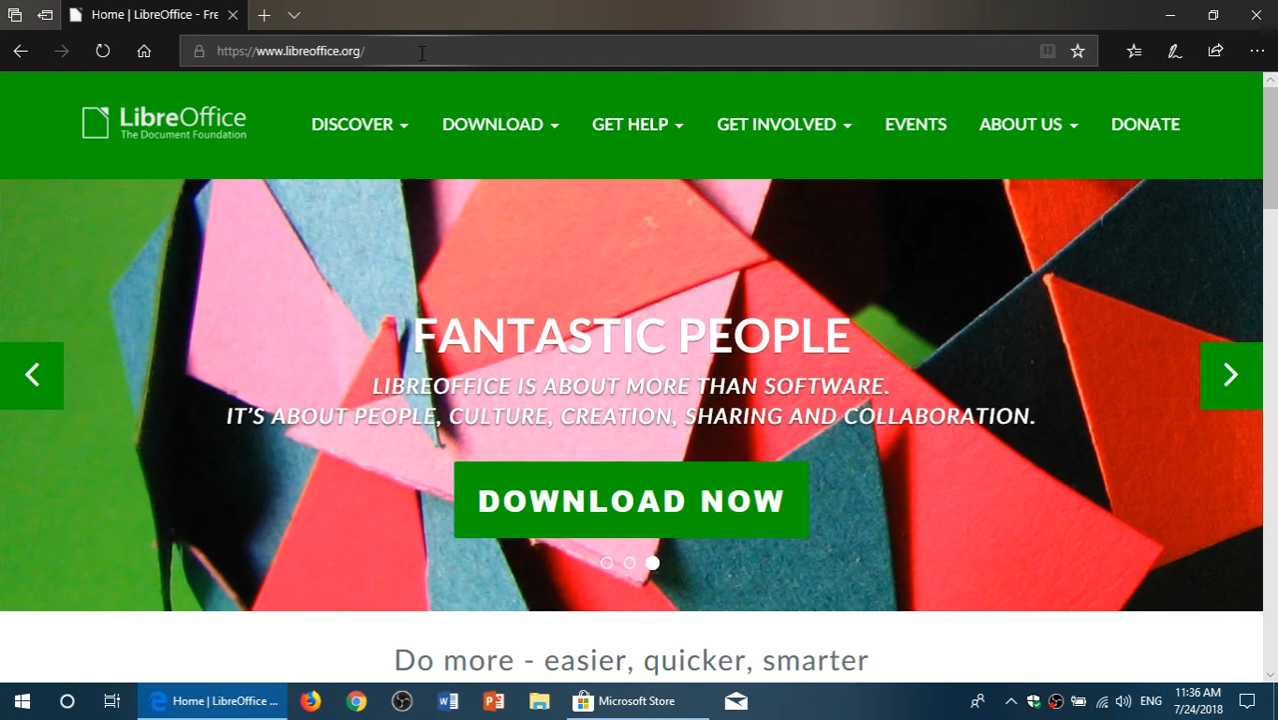 Home | LibreOffice - Fre
https://www.libreoffice.org/
LibreOffice
The Document Foundation
DISCOVER
DOWNLOAD
GET HELP
GET INVOLVED
EVENTS
ABOUT US
DONATE
FANTASTIC PEOPLE
LIBREOFFICE IS ABOUT MORE THAN SOFTWARE.
IT'S ABOUT PEOPLE, CULTURE, CREATION, SHARING AND COLLABORATION.
DOWNLOAD NOW
Do more - easier, quicker, smarter
Home | LibreOffice ...
Microsoft Store
ENG
11:36 AM
7/24/2018